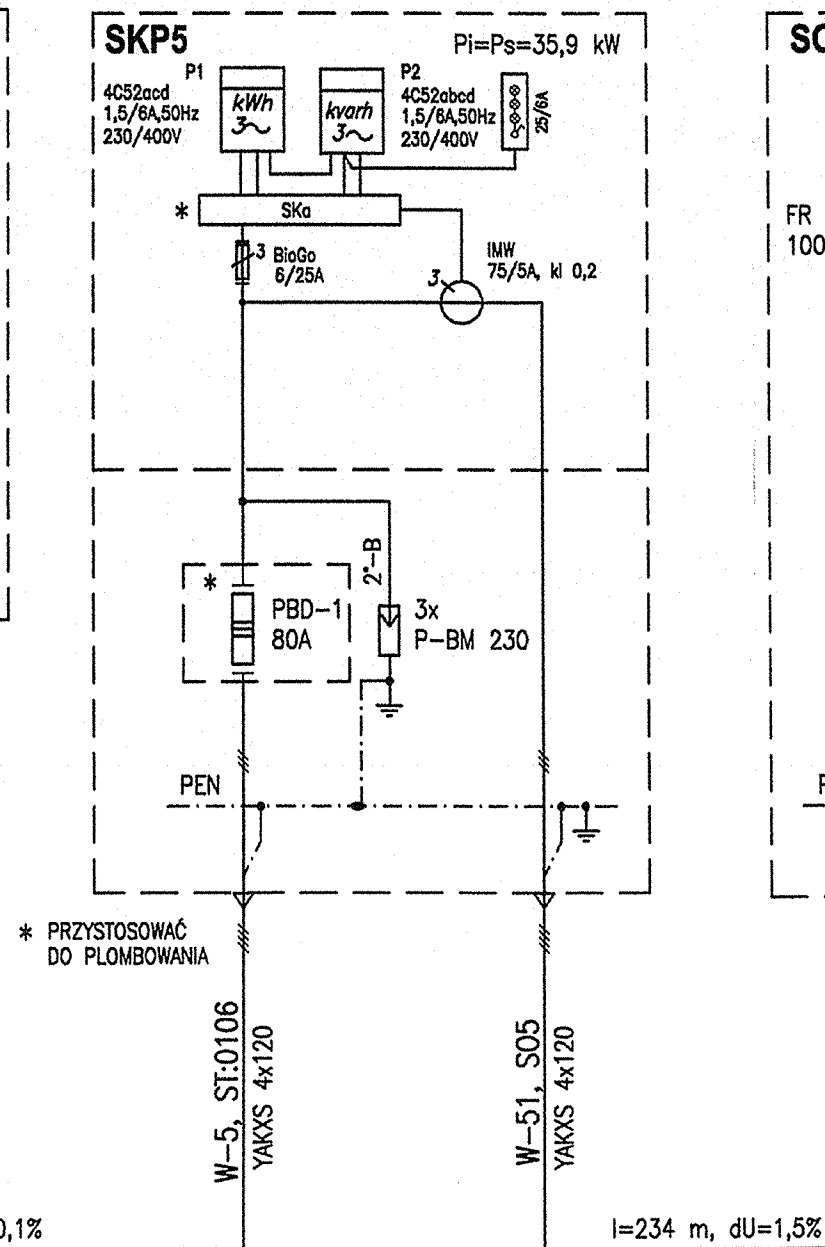 SKP5
Pi=Ps=35,9 kW
P1
4C52acd
1,5/6A,50Hz
230/400V
kWh
3~
kvarh
3~
P2
4C52abcd
1,5/6A,50Hz
230/400V
25/6A
* SKa
3 BioGo
6/25A
IMW
75/5A, kl 0,2
3
FR
100
2*-B
*
PBD-1
80A
3x
P-BM 230
PEN
* PRZYSTOSOWAĆ
DO PLOMBOWANIA
W-5, ST:0106
YAKXS 4x120
W-51, S05
YAKXS 4x120
0,1%
l=234 m, dU=1,5%